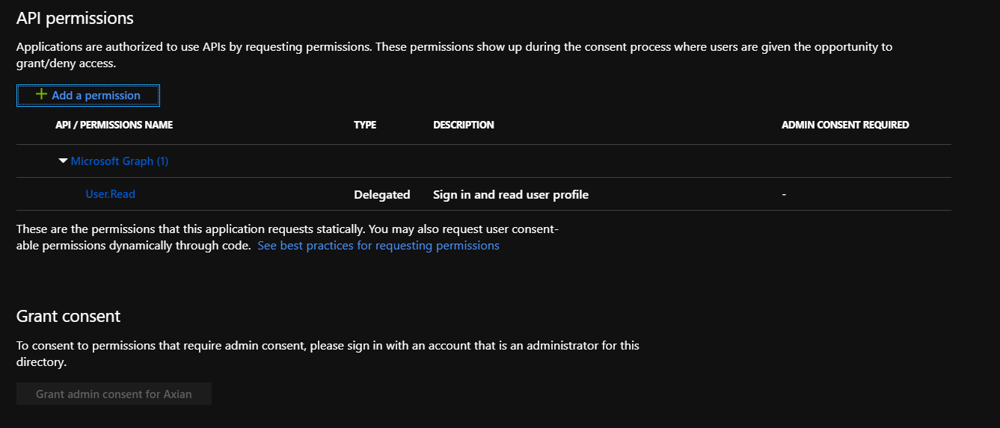 API permissions
Applications are authorized to use APIs by requesting permissions. These permissions show up during the consent process where users are given the opportunity to
grant/deny access.
Add a permission
API / PERMISSIONS NAME TYPE DESCRIPTION ADMIN CONSENT REQUIRED
Microsoft Graph (1)
User.Read Delegated Sign in and read user profile -
These are the permissions that this application requests statically. You may also request user consent-
able permissions dynamically through code. See best practices for requesting permissions
Grant consent
To consent to permissions that require admin consent, please sign in with an account that is an administrator for this
directory.
Grant admin consent for Axian